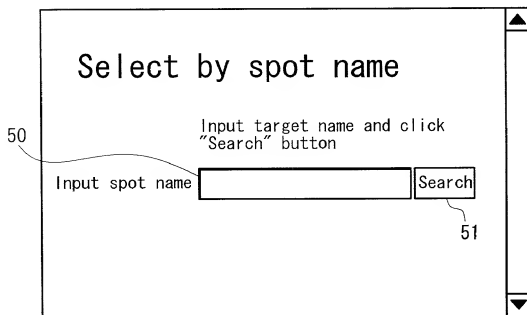 Select by spot name
Input target name and click
"Search" button
50
Input spot name
Search
51